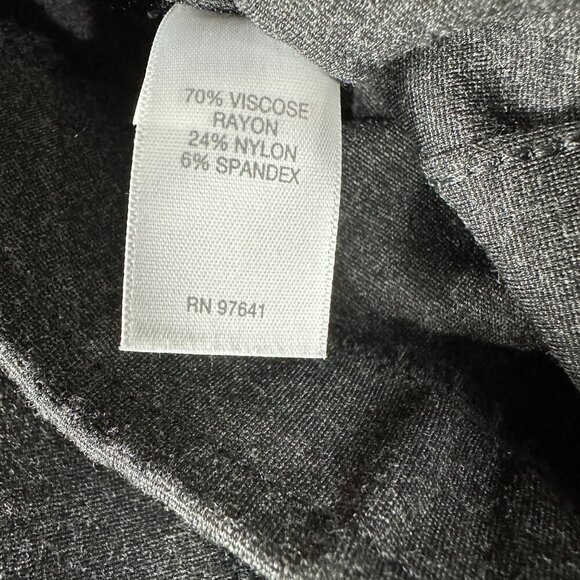 70% VISCOSE
RAYON
24% NYLON
6% SPANDEX
RN 97641